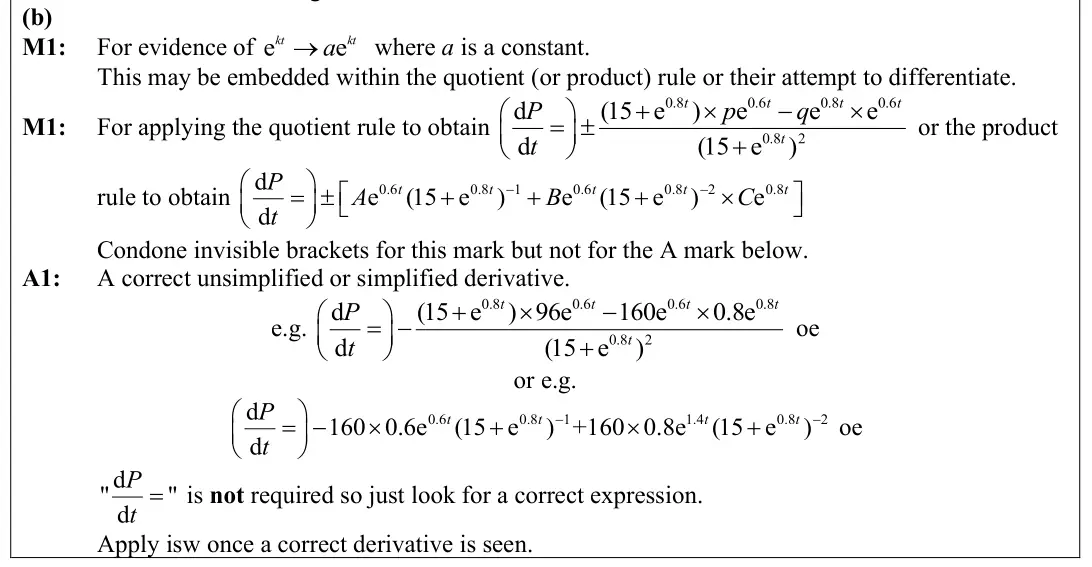 (b)
M1: For evidence of e^{kt} → ae^{kt} where a is a constant.
This may be embedded within the quotient (or product) rule or their attempt to differentiate.
M1: For applying the quotient rule to obtain (dP/dt =) ± ((15 + e^{0.8t}) × pe^{0.6t} − qe^{0.8t} × e^{0.6t})/(15 + e^{0.8t})^2 or the product
rule to obtain (dP/dt =) ± [Ae^{0.6t}(15 + e^{0.8t})^{−1} + Be^{0.6t}(15 + e^{0.8t})^{−2} × Ce^{0.8t}]
Condone invisible brackets for this mark but not for the A mark below.
A1: A correct unsimplified or simplified derivative.
e.g. (dP/dt =) − ((15 + e^{0.8t}) × 96e^{0.6t} − 160e^{0.6t} × 0.8e^{0.8t})/(15 + e^{0.8t})^2 oe
or e.g.
(dP/dt =) − 160 × 0.6e^{0.6t}(15 + e^{0.8t})^{−1} + 160 × 0.8e^{1.4t}(15 + e^{0.8t})^{−2} oe
"dP/dt =" is not required so just look for a correct expression.
Apply isw once a correct derivative is seen.